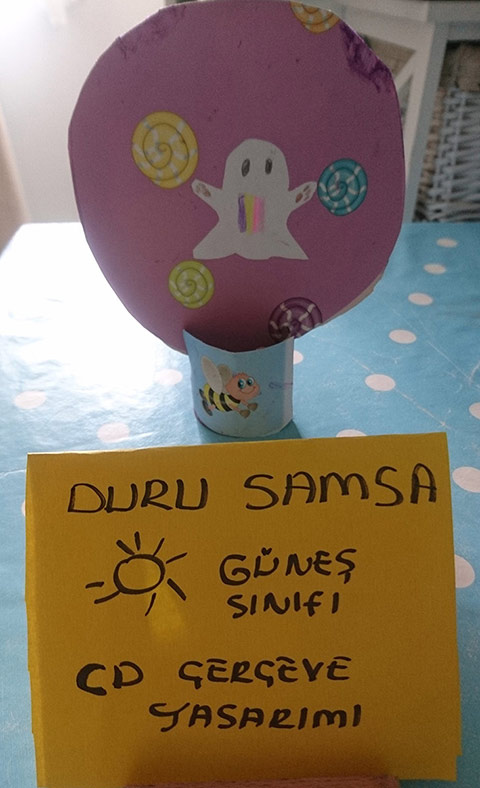 DURU SAMSA
GÜNEŞ
SINIFI
CD ÇERÇEVE
TASARIMI